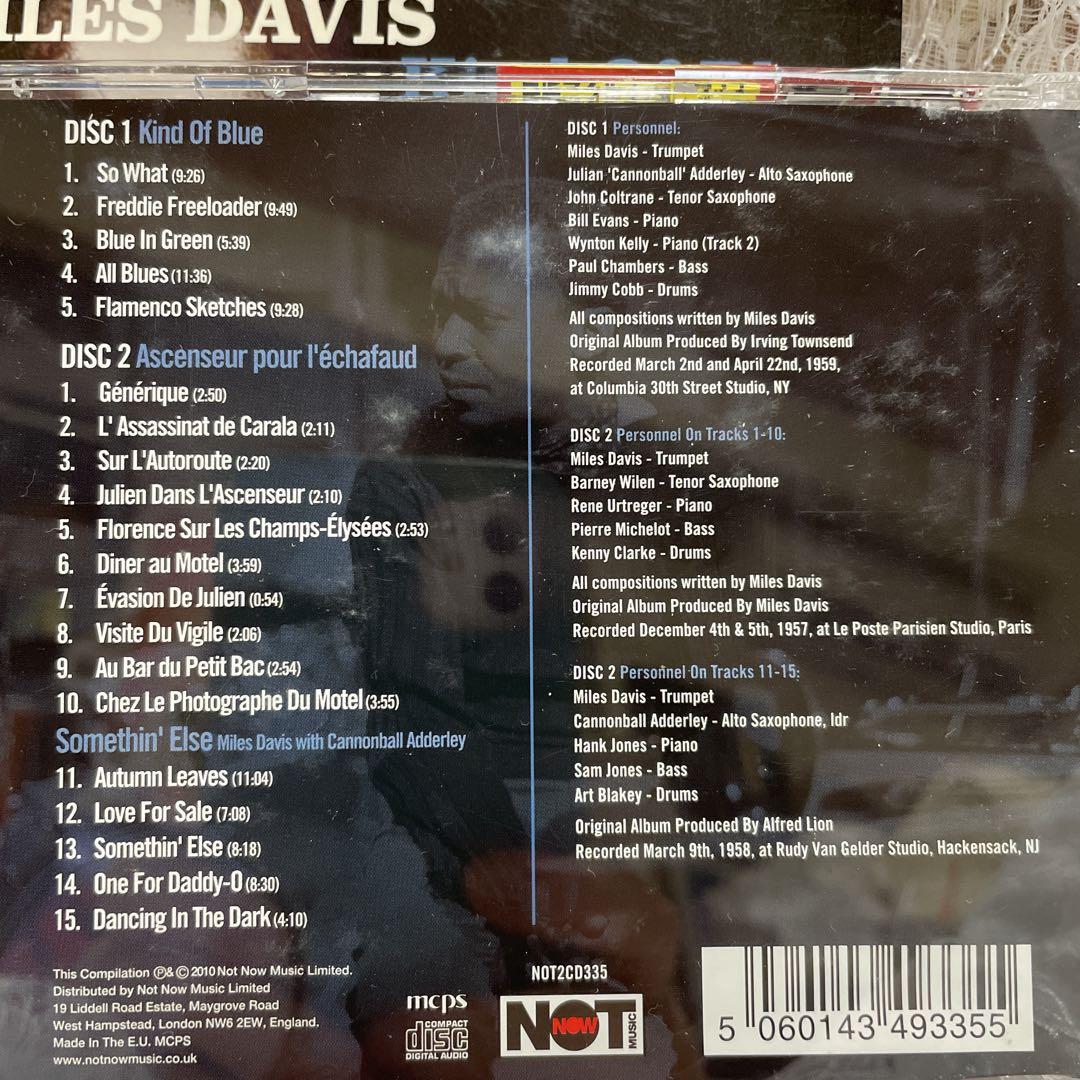 ILES DAVIS
DISC 1 Kind Of Blue
1. So What (9:26)
2. Freddie Freeloader (9:49)
3. Blue In Green (5:39)
4. All Blues (11:36)
5. Flamenco Sketches (9:28)
DISC 2 Ascenseur pour l'échafaud
1. Générique (2:50)
2. L' Assassinat de Carala (2:11)
3. Sur L'Autoroute (2:20)
4. Julien Dans L'Ascenseur (2:10)
5. Florence Sur Les Champs-Élysées (2:53)
6. Diner au Motel (3:59)
7. Évasion De Julien (0:54)
8. Visite Du Vigile (2:06)
9. Au Bar du Petit Bac (2:54)
10. Chez Le Photographe Du Motel (3:55)
Somethin' Else Miles Davis with Cannonball Adderley
11. Autumn Leaves (11:04)
12. Love For Sale (7:08)
13. Somethin' Else (8:18)
14. One For Daddy-O (8:30)
15. Dancing In The Dark (4:10)
DISC 1 Personnel:
Miles Davis - Trumpet
Julian 'Cannonball' Adderley - Alto Saxophone
John Coltrane - Tenor Saxophone
Bill Evans - Piano
Wynton Kelly - Piano (Track 2)
Paul Chambers - Bass
Jimmy Cobb - Drums
All compositions written by Miles Davis
Original Album Produced By Irving Townsend
Recorded March 2nd and April 22nd, 1959,
at Columbia 30th Street Studio, NY
DISC 2 Personnel On Tracks 1-10:
Miles Davis - Trumpet
Barney Wilen - Tenor Saxophone
Rene Urtreger - Piano
Pierre Michelot - Bass
Kenny Clarke - Drums
All compositions written by Miles Davis
Original Album Produced By Miles Davis
Recorded December 4th & 5th, 1957, at Le Poste Parisien Studio, Paris
DISC 2 Personnel On Tracks 11-15:
Miles Davis - Trumpet
Cannonball Adderley - Alto Saxophone, ldr
Hank Jones - Piano
Sam Jones - Bass
Art Blakey - Drums
Original Album Produced By Alfred Lion
Recorded March 9th, 1958, at Rudy Van Gelder Studio, Hackensack, NJ
This Compilation ℗& © 2010 Not Now Music Limited.
Distributed by Not Now Music Limited
19 Liddell Road Estate, Maygrove Road
West Hampstead, London NW6 2EW, England.
Made In The E.U. MCPS
www.notnowmusic.co.uk
mcps
COMPACT
disc
DIGITAL AUDIO
NOT2CD335
NOT NOW MUSIC
5 060143 493355